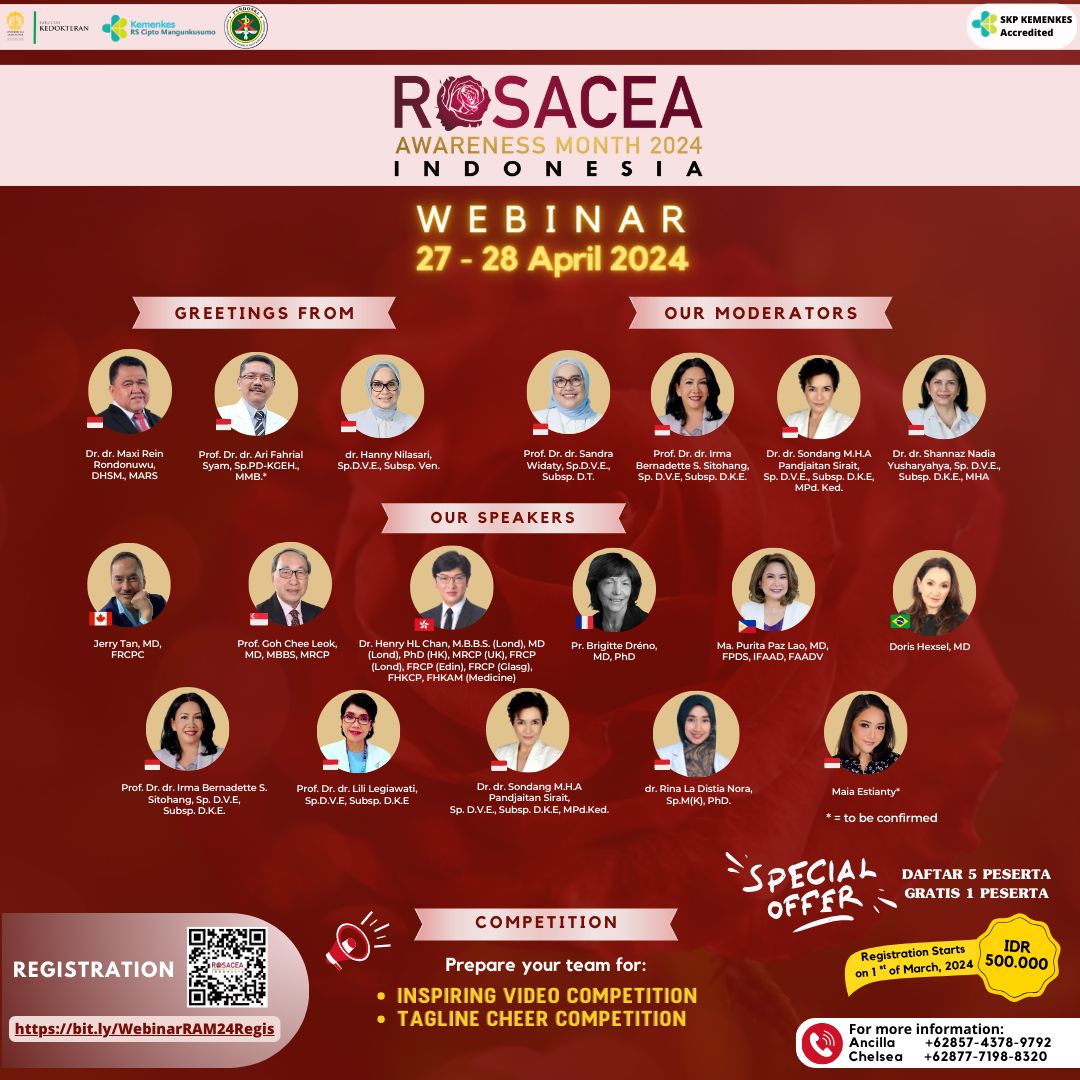 FAKULTAS
KEDOKTERAN
Kemenkes
RS Cipto Mangunkusumo
PERDOSKI
SKP KEMENKES
Accredited
ROSACEA
AWARENESS MONTH 2024
INDONESIA
WEBINAR
27 - 28 April 2024
GREETINGS FROM
Dr. dr. Maxi Rein
Rondonuwu,
DHSM., MARS
Prof. Dr. dr. Ari Fahrial
Syam, Sp.PD-KGEH.,
MMB.*
dr. Hanny Nilasari,
Sp.D.V.E., Subsp. Ven.
OUR MODERATORS
Prof. Dr. dr. Sandra
Widaty, Sp.D.V.E.,
Subsp. D.T.
Prof. Dr. dr. Irma
Bernadette S. Sitohang,
Sp. D.V.E, Subsp. D.K.E.
Dr. dr. Sondang M.H.A
Pandjaitan Sirait,
Sp. D.V.E., Subsp. D.K.E,
MPd. Ked.
Dr. dr. Shannaz Nadia
Yusharyahya, Sp. D.V.E.,
Subsp. D.K.E., MHA
OUR SPEAKERS
Jerry Tan, MD,
FRCPC
Prof. Goh Chee Leok,
MD, MBBS, MRCP
Dr. Henry HL Chan, M.B.B.S. (Lond), MD
(Lond), PhD (HK), MRCP (UK), FRCP
(Lond), FRCP (Edin), FRCP (Glasg),
FHKCP, FHKAM (Medicine)
Pr. Brigitte Dréno,
MD, PhD
Ma. Purita Paz Lao, MD,
FPDS, IFAAD, FAADV
Doris Hexsel, MD
Prof. Dr. dr. Irma Bernadette S.
Sitohang, Sp. D.V.E,
Subsp. D.K.E.
Prof. Dr. dr. Lili Legiawati,
Sp.D.V.E, Subsp. D.K.E
Dr. dr. Sondang M.H.A
Pandjaitan Sirait,
Sp. D.V.E., Subsp. D.K.E, MPd.Ked.
dr. Rina La Distia Nora,
Sp.M(K), PhD.
Maia Estianty*
* = to be confirmed
SPECIAL
OFFER
DAFTAR 5 PESERTA
GRATIS 1 PESERTA
REGISTRATION
ROSACEA
https://bit.ly/WebinarRAM24Regis
COMPETITION
Prepare your team for:
• INSPIRING VIDEO COMPETITION
• TAGLINE CHEER COMPETITION
Registration Starts
on 1 st of March, 2024
IDR
500.000
For more information:
Ancilla +62857-4378-9792
Chelsea +62877-7198-8320